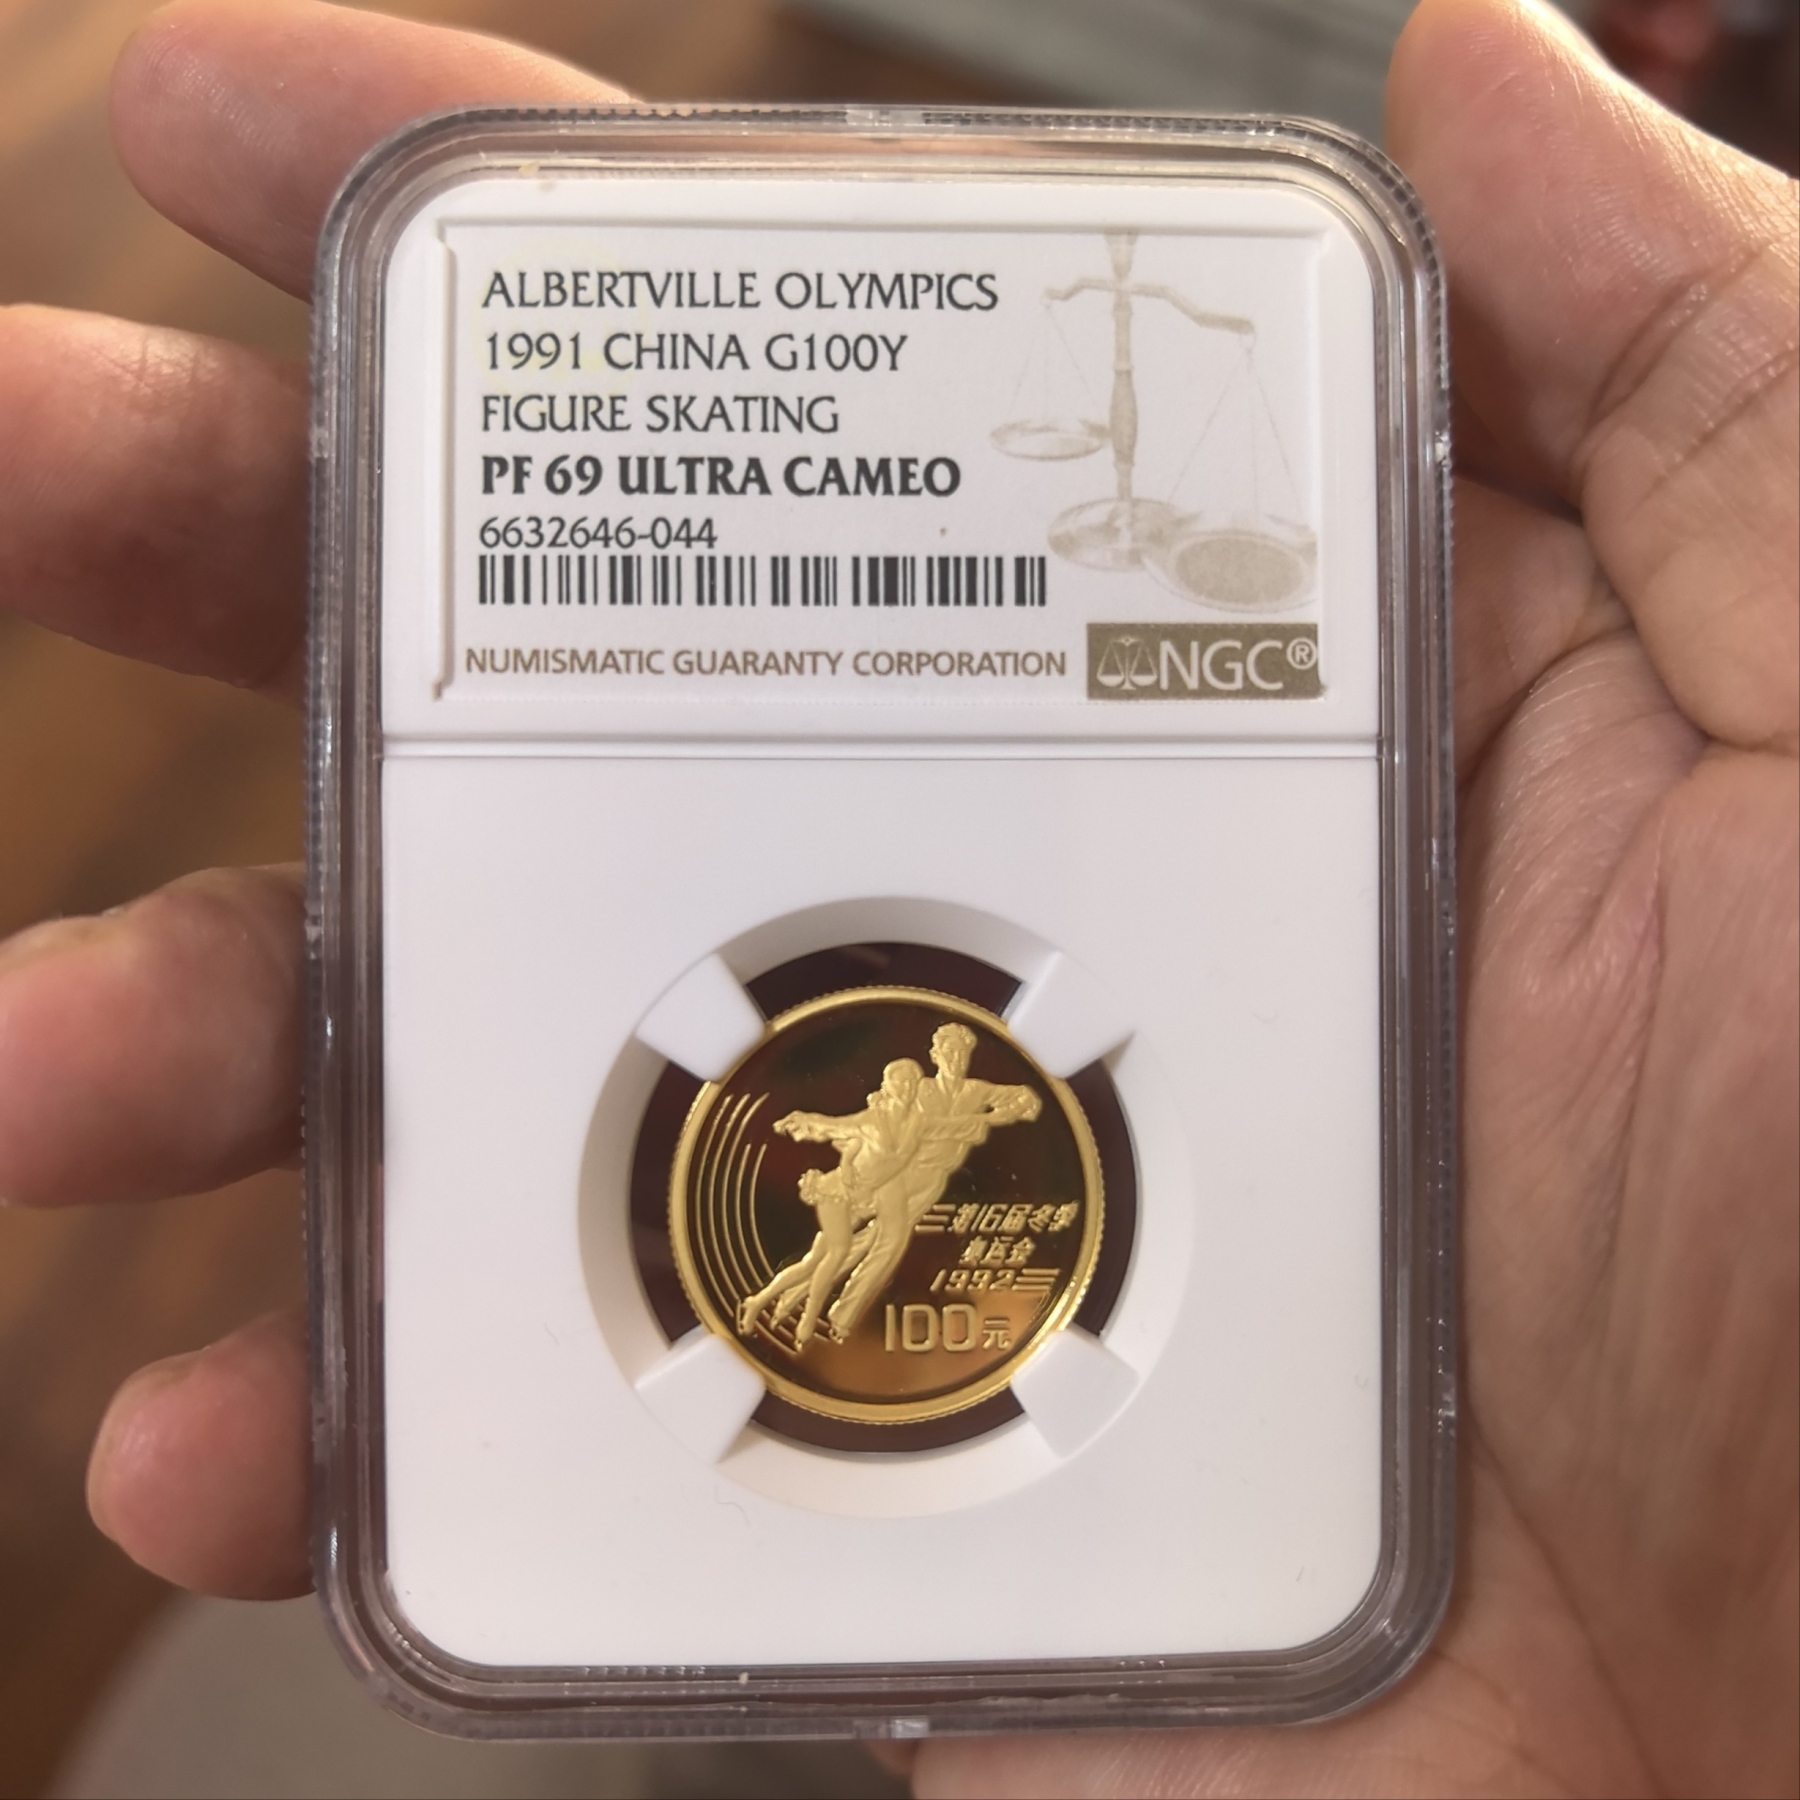 ALBERTVILLE OLYMPICS
1991 CHINA G100Y
FIGURE SKATING
PF 69 ULTRA CAMEO
6632646-044
NUMISMATIC GUARANTY CORPORATION
NGC®
第16届冬季
奥运会
1992
100元